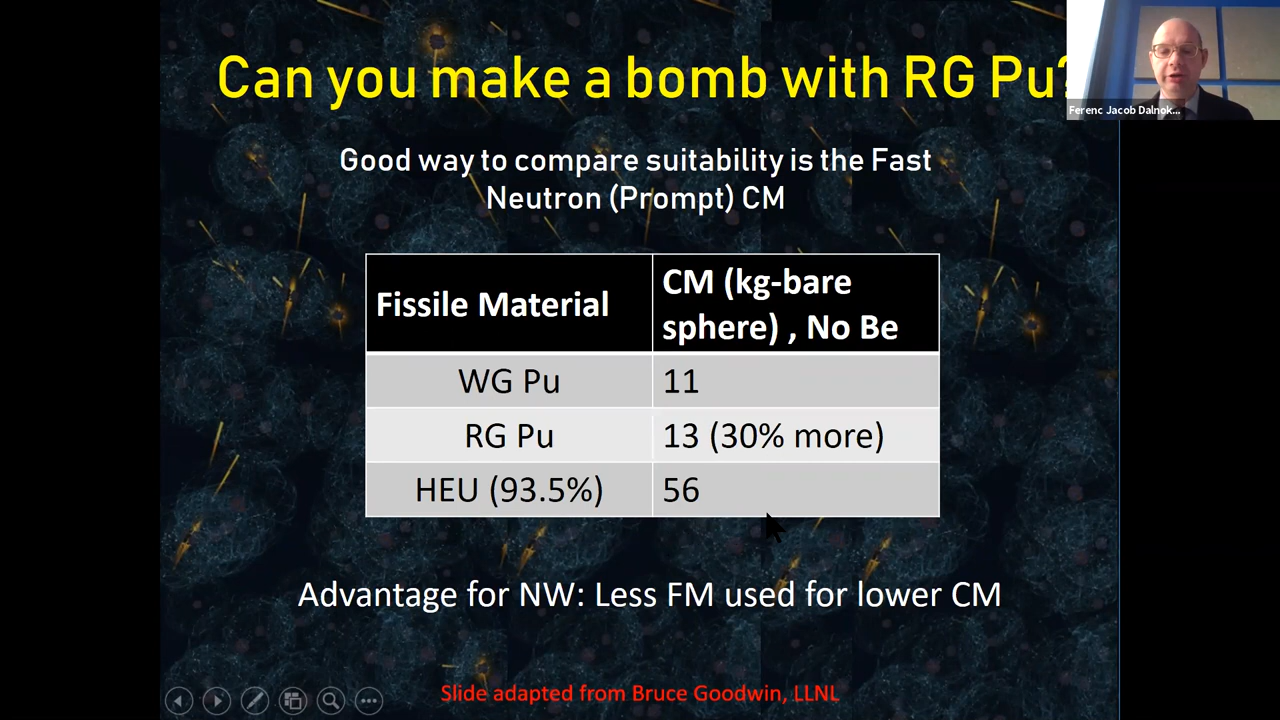 Can you make a bomb with RG Pu?
Ferenc Jacob Dalnok...
Good way to compare suitability is the Fast
Neutron (Prompt) CM
Fissile Material
CM (kg-bare
sphere) , No Be
WG Pu
11
RG Pu
13 (30% more)
HEU (93.5%)
56
Advantage for NW: Less FM used for lower CM
Slide adapted from Bruce Goodwin, LLNL